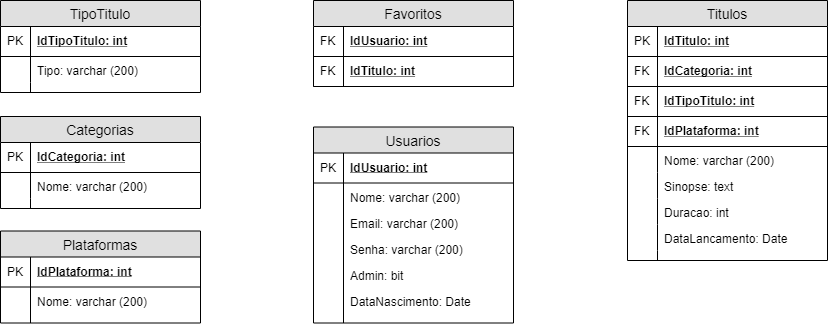 TipoTitulo
PK IdTipoTitulo: int
Tipo: varchar (200)
Categorias
PK IdCategoria: int
Nome: varchar (200)
Plataformas
PK IdPlataforma: int
Nome: varchar (200)
Favoritos
FK IdUsuario: int
FK IdTitulo: int
Usuarios
PK IdUsuario: int
Nome: varchar (200)
Email: varchar (200)
Senha: varchar (200)
Admin: bit
DataNascimento: Date
Titulos
PK IdTitulo: int
FK IdCategoria: int
FK IdTipoTitulo: int
FK IdPlataforma: int
Nome: varchar (200)
Sinopse: text
Duracao: int
DataLancamento: Date